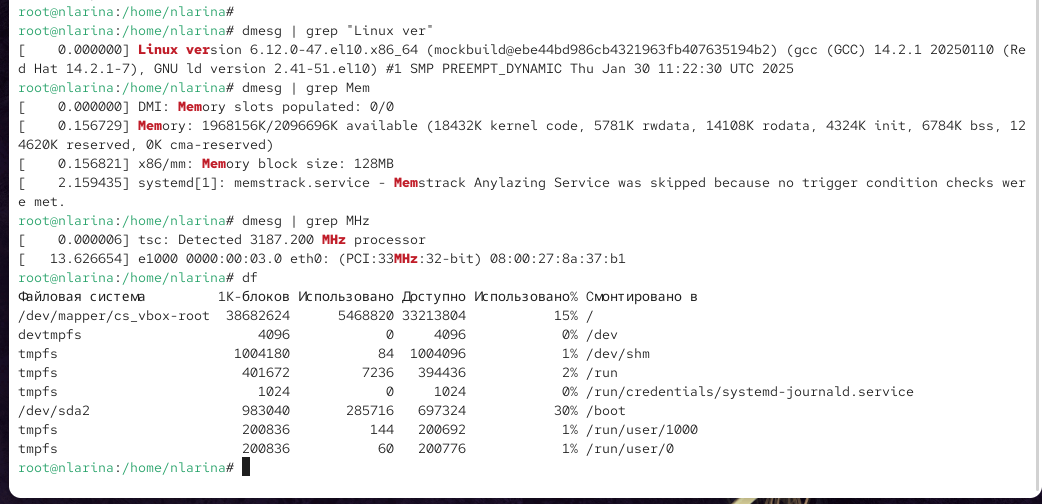 root@nlarina:/home/nlarina#
root@nlarina:/home/nlarina# dmesg | grep "Linux ver"
[    0.000000] Linux version 6.12.0-47.el10.x86_64 (mockbuild@ebe44bd986cb4321963fb407635194b2) (gcc (GCC) 14.2.1 20250110 (Re
d Hat 14.2.1-7), GNU ld version 2.41-51.el10) #1 SMP PREEMPT_DYNAMIC Thu Jan 30 11:22:30 UTC 2025
root@nlarina:/home/nlarina# dmesg | grep Mem
[    0.000000] DMI: Memory slots populated: 0/0
[    0.156729] Memory: 1968156K/2096696K available (18432K kernel code, 5781K rwdata, 14108K rodata, 4324K init, 6784K bss, 12
4620K reserved, 0K cma-reserved)
[    0.156821] x86/mm: Memory block size: 128MB
[    2.159435] systemd[1]: memstrack.service - Memstrack Anylazing Service was skipped because no trigger condition checks wer
e met.
root@nlarina:/home/nlarina# dmesg | grep MHz
[    0.000006] tsc: Detected 3187.200 MHz processor
[   13.626654] e1000 0000:00:03.0 eth0: (PCI:33MHz:32-bit) 08:00:27:8a:37:b1
root@nlarina:/home/nlarina# df
Файловая система         1K-блоков Использовано Доступно Использовано% Смонтировано в
/dev/mapper/cs_vbox-root  38682624      5468820 33213804           15% /
devtmpfs                      4096            0     4096            0% /dev
tmpfs                      1004180           84  1004096            1% /dev/shm
tmpfs                       401672         7236   394436            2% /run
tmpfs                         1024            0     1024            0% /run/credentials/systemd-journald.service
/dev/sda2                   983040       285716   697324           30% /boot
tmpfs                       200836          144   200692            1% /run/user/1000
tmpfs                       200836           60   200776            1% /run/user/0
root@nlarina:/home/nlarina#